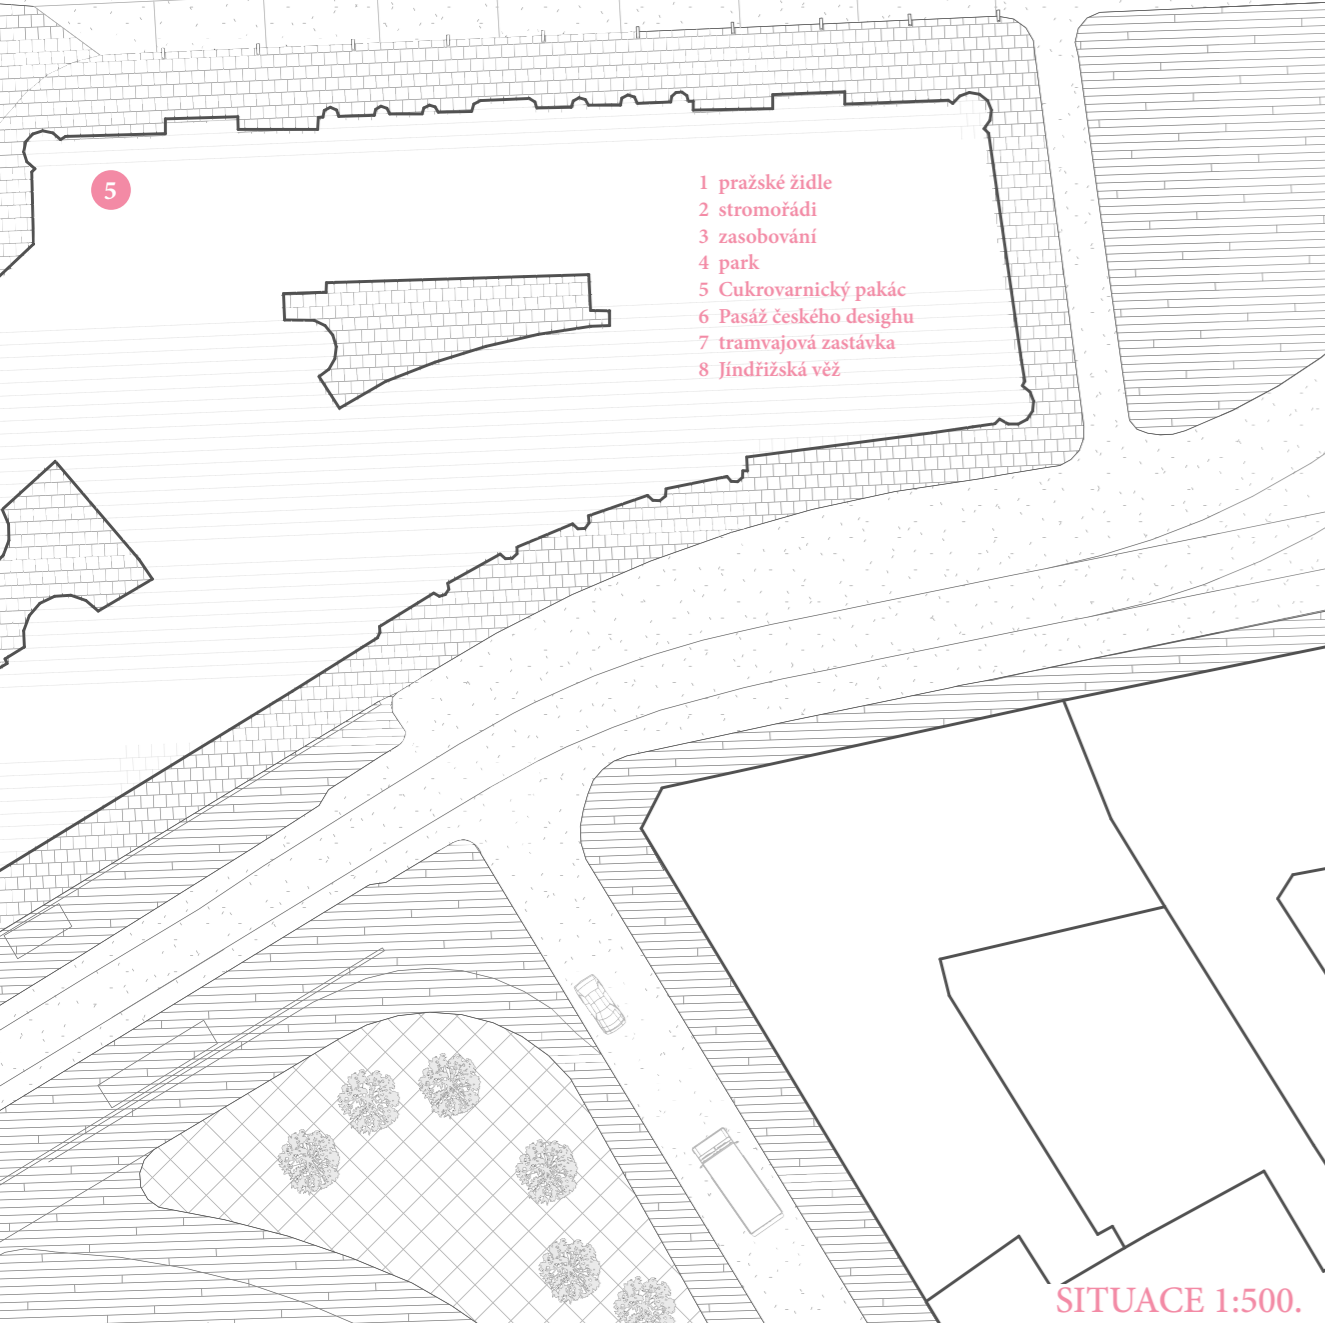 5
1 pražské židle
2 stromořádi
3 zasobování
4 park
5 Cukrovarnický pakác
6 Pasáž českého desighu
7 tramvajová zastávka
8 Jíndřižská věž
SITUACE 1:500.